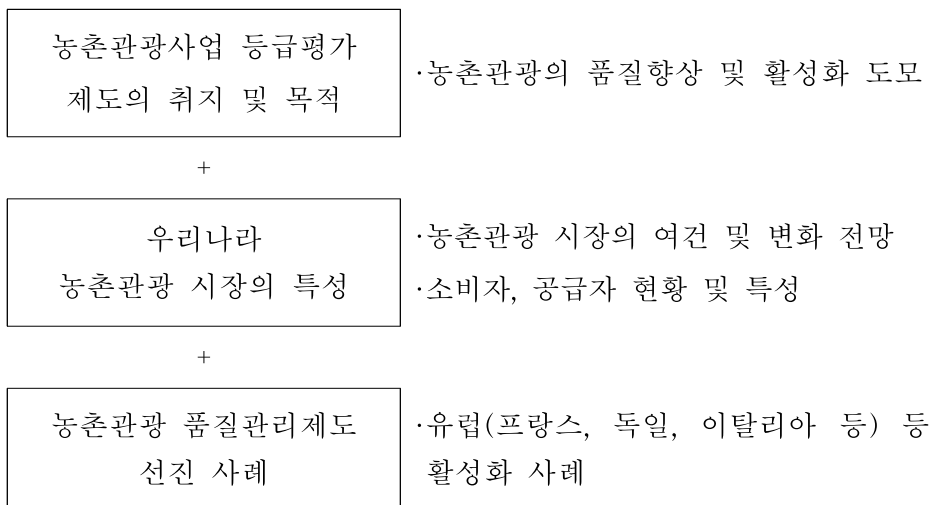 농촌관광사업 등급평가
제도의 취지 및 목적
·농촌관광의 품질향상 및 활성화 도모
+
우리나라
농촌관광 시장의 특성
·농촌관광 시장의 여건 및 변화 전망
·소비자, 공급자 현황 및 특성
+
농촌관광 품질관리제도
선진 사례
·유럽(프랑스, 독일, 이탈리아 등) 등
활성화 사례